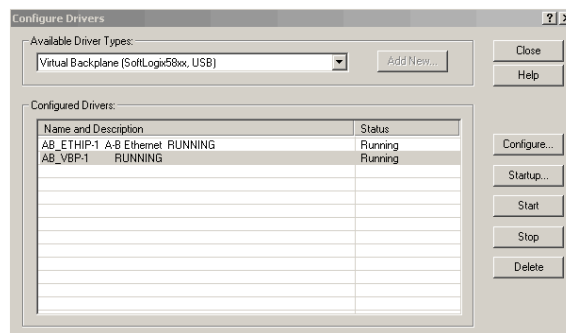 Configure Drivers
Available Driver Types:
Virtual Backplane (SoftLogix58xx, USB)
Add New...
Close
Help
Configured Drivers:
Name and Description Status
AB_ETHIP-1 A-B Ethernet RUNNING Running
AB_VBP-1 RUNNING Running
Configure...
Startup...
Start
Stop
Delete